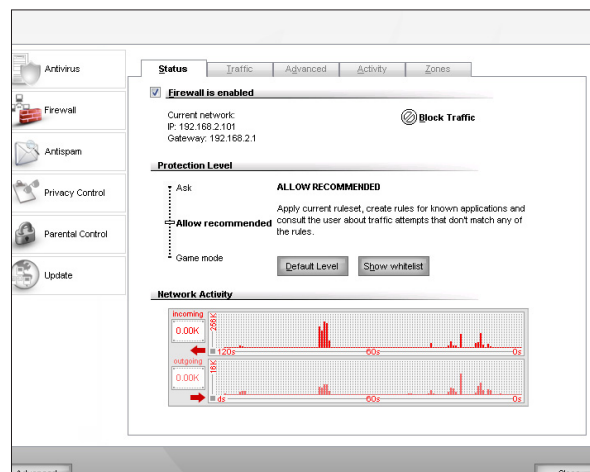 Antivirus
Firewall
Antispam
Privacy Control
Parental Control
Update
Status Traffic Advanced Activity Zones
Firewall is enabled
Current network:
IP: 192.168.2.101
Gateway: 192.168.2.1
Block Traffic
Protection Level
Ask
Allow recommended
Game mode
ALLOW RECOMMENDED
Apply current ruleset, create rules for known applications and
consult the user about traffic attempts that don't match any of
the rules.
Default Level Show whitelist
Network Activity
incoming
0.00K
256K
120s 60s 0s
outgoing
0.00K
16K
ds 60s 0s